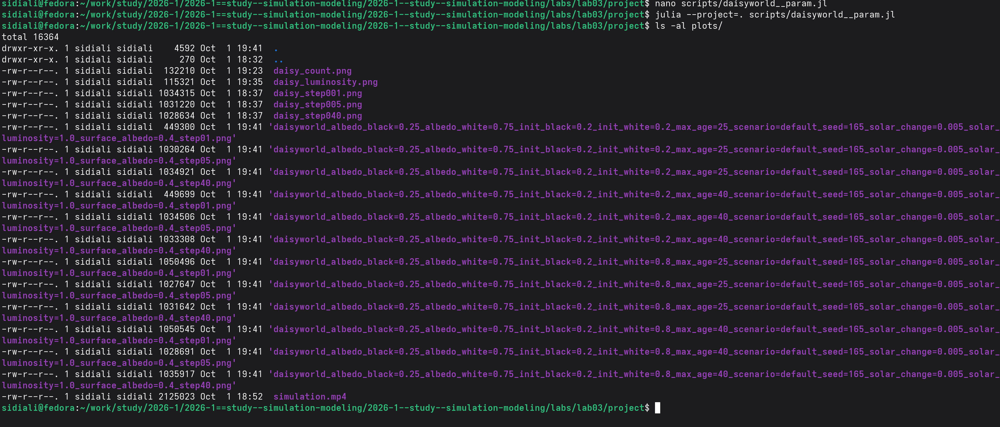 sidiali@fedora:~/work/study/2026-1/2026-1==study--simulation-modeling/2026-1--study--simulation-modeling/labs/lab03/project$ nano scripts/daisyworld__param.jl
sidiali@fedora:~/work/study/2026-1/2026-1==study--simulation-modeling/2026-1--study--simulation-modeling/labs/lab03/project$ julia --project=. scripts/daisyworld__param.jl
sidiali@fedora:~/work/study/2026-1/2026-1==study--simulation-modeling/2026-1--study--simulation-modeling/labs/lab03/project$ ls -al plots/
total 16364
drwxr-xr-x. 1 sidiali sidiali    4592 Oct  1 19:41  .
drwxr-xr-x. 1 sidiali sidiali     270 Oct  1 18:32  ..
-rw-r--r--. 1 sidiali sidiali  132210 Oct  1 19:23  daisy_count.png
-rw-r--r--. 1 sidiali sidiali  115321 Oct  1 19:35  daisy_luminosity.png
-rw-r--r--. 1 sidiali sidiali 1034315 Oct  1 18:37  daisy_step001.png
-rw-r--r--. 1 sidiali sidiali 1031220 Oct  1 18:37  daisy_step005.png
-rw-r--r--. 1 sidiali sidiali 1028634 Oct  1 18:37  daisy_step040.png
-rw-r--r--. 1 sidiali sidiali  449300 Oct  1 19:41 'daisyworld_albedo_black=0.25_albedo_white=0.75_init_black=0.2_init_white=0.2_max_age=25_scenario=default_seed=165_solar_change=0.005_solar_
luminosity=1.0_surface_albedo=0.4_step01.png'
-rw-r--r--. 1 sidiali sidiali 1030264 Oct  1 19:41 'daisyworld_albedo_black=0.25_albedo_white=0.75_init_black=0.2_init_white=0.2_max_age=25_scenario=default_seed=165_solar_change=0.005_solar_
luminosity=1.0_surface_albedo=0.4_step05.png'
-rw-r--r--. 1 sidiali sidiali 1034921 Oct  1 19:41 'daisyworld_albedo_black=0.25_albedo_white=0.75_init_black=0.2_init_white=0.2_max_age=25_scenario=default_seed=165_solar_change=0.005_solar_
luminosity=1.0_surface_albedo=0.4_step40.png'
-rw-r--r--. 1 sidiali sidiali  449699 Oct  1 19:41 'daisyworld_albedo_black=0.25_albedo_white=0.75_init_black=0.2_init_white=0.2_max_age=40_scenario=default_seed=165_solar_change=0.005_solar_
luminosity=1.0_surface_albedo=0.4_step01.png'
-rw-r--r--. 1 sidiali sidiali 1034506 Oct  1 19:41 'daisyworld_albedo_black=0.25_albedo_white=0.75_init_black=0.2_init_white=0.2_max_age=40_scenario=default_seed=165_solar_change=0.005_solar_
luminosity=1.0_surface_albedo=0.4_step05.png'
-rw-r--r--. 1 sidiali sidiali 1033308 Oct  1 19:41 'daisyworld_albedo_black=0.25_albedo_white=0.75_init_black=0.2_init_white=0.2_max_age=40_scenario=default_seed=165_solar_change=0.005_solar_
luminosity=1.0_surface_albedo=0.4_step40.png'
-rw-r--r--. 1 sidiali sidiali 1050496 Oct  1 19:41 'daisyworld_albedo_black=0.25_albedo_white=0.75_init_black=0.2_init_white=0.8_max_age=25_scenario=default_seed=165_solar_change=0.005_solar_
luminosity=1.0_surface_albedo=0.4_step01.png'
-rw-r--r--. 1 sidiali sidiali 1027647 Oct  1 19:41 'daisyworld_albedo_black=0.25_albedo_white=0.75_init_black=0.2_init_white=0.8_max_age=25_scenario=default_seed=165_solar_change=0.005_solar_
luminosity=1.0_surface_albedo=0.4_step05.png'
-rw-r--r--. 1 sidiali sidiali 1031642 Oct  1 19:41 'daisyworld_albedo_black=0.25_albedo_white=0.75_init_black=0.2_init_white=0.8_max_age=25_scenario=default_seed=165_solar_change=0.005_solar_
luminosity=1.0_surface_albedo=0.4_step40.png'
-rw-r--r--. 1 sidiali sidiali 1050545 Oct  1 19:41 'daisyworld_albedo_black=0.25_albedo_white=0.75_init_black=0.2_init_white=0.8_max_age=40_scenario=default_seed=165_solar_change=0.005_solar_
luminosity=1.0_surface_albedo=0.4_step01.png'
-rw-r--r--. 1 sidiali sidiali 1028691 Oct  1 19:41 'daisyworld_albedo_black=0.25_albedo_white=0.75_init_black=0.2_init_white=0.8_max_age=40_scenario=default_seed=165_solar_change=0.005_solar_
luminosity=1.0_surface_albedo=0.4_step05.png'
-rw-r--r--. 1 sidiali sidiali 1035917 Oct  1 19:41 'daisyworld_albedo_black=0.25_albedo_white=0.75_init_black=0.2_init_white=0.8_max_age=40_scenario=default_seed=165_solar_change=0.005_solar_
luminosity=1.0_surface_albedo=0.4_step40.png'
-rw-r--r--. 1 sidiali sidiali 2125023 Oct  1 18:52  simulation.mp4
sidiali@fedora:~/work/study/2026-1/2026-1==study--simulation-modeling/2026-1--study--simulation-modeling/labs/lab03/project$